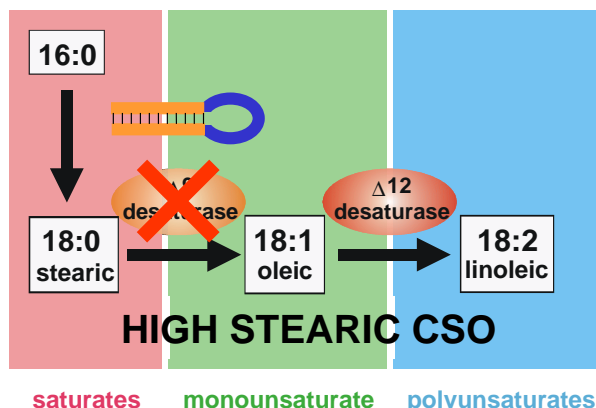 16:0
desaturase
Δ12
desaturase
18:0
stearic
18:1
oleic
18:2
linoleic
HIGH STEARIC CSO
saturates
monounsaturate
polyunsaturates